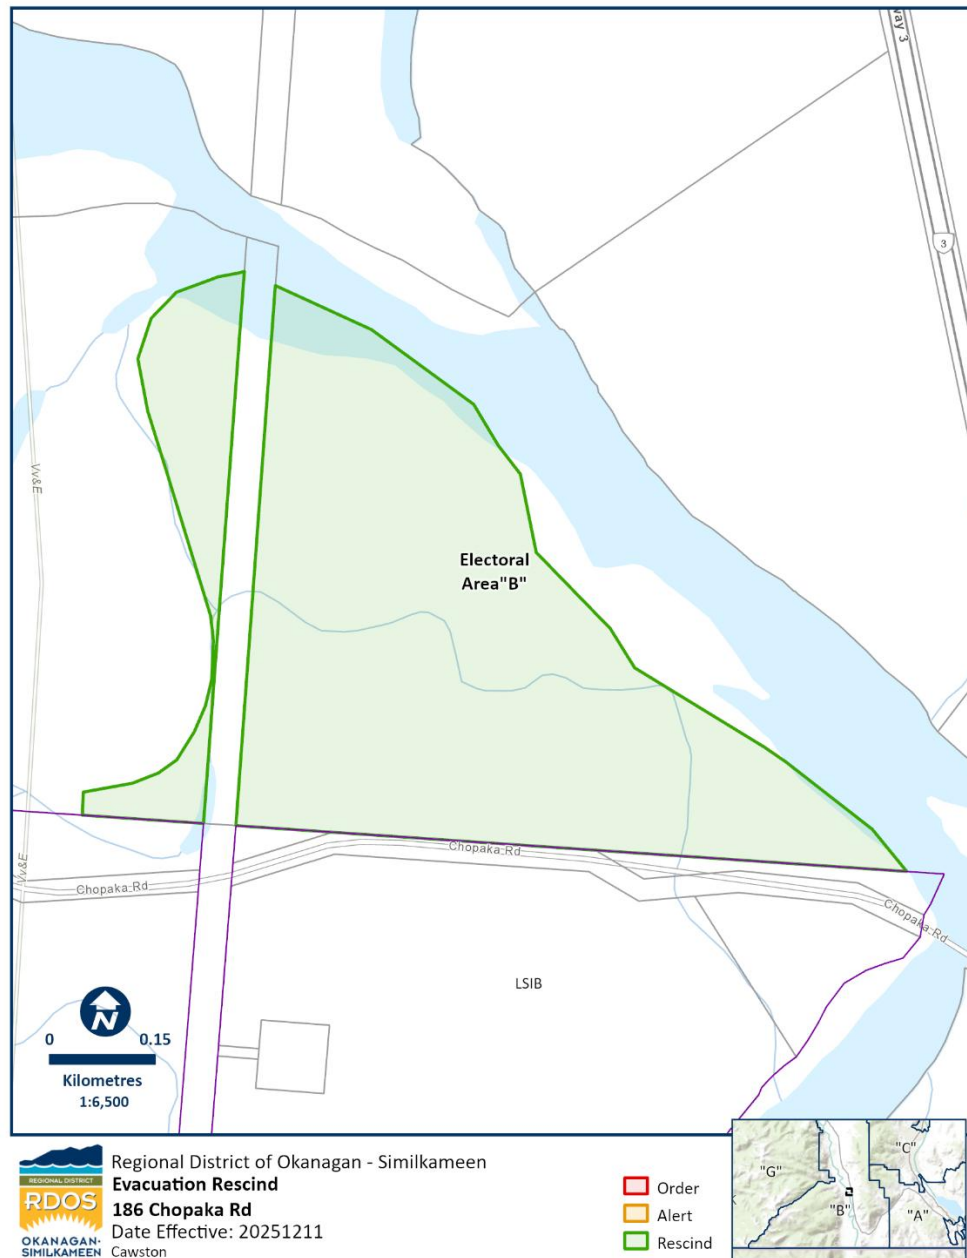 way 3
3
Vv&E
Electoral
Area"B"
Vv&E
Chopaka Rd
Chopaka Rd
Chopaka Rd
LSIB
N
0 0.15
Kilometres
1:6,500
REGIONAL DISTRICT
RDOS
OKANAGAN-
SIMILKAMEEN
Regional District of Okanagan - Similkameen
Evacuation Rescind
186 Chopaka Rd
Date Effective: 20251211
Cawston
Order
Alert
Rescind
"G"
"C"
"B"
"A"